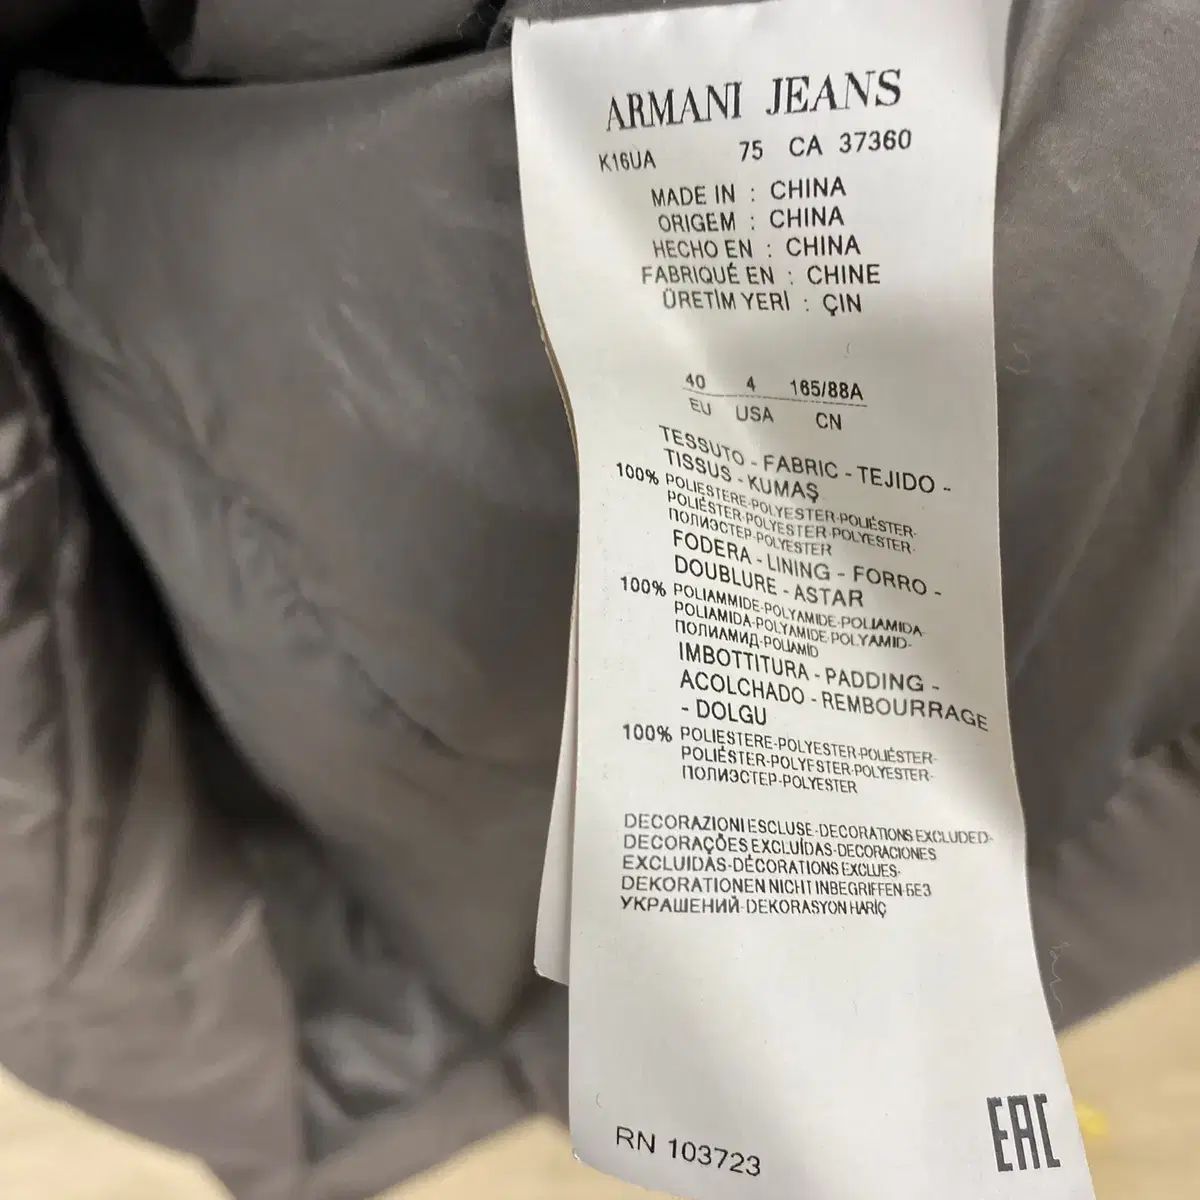 ARMANI JEANS
K16UA 75 CA 37360
MADE IN : CHINA
ORIGEM : CHINA
HECHO EN : CHINA
FABRIQUÉ EN : CHINE
ÜRETİM YERİ : ÇIN
40 4 165/88A
EU USA CN
TESSUTO - FABRIC - TEJIDO -
TISSUS - KUMAŞ
100% POLIESTERE-POLYESTER-POLIÉSTER-
POLIÉSTER-POLYESTER-POLYESTER-
ПОЛИЭСТЕР-POLYESTER
FODERA - LINING - FORRO -
DOUBLURE - ASTAR
100% POLIAMMIDE-POLYAMIDE-POLIAMIDA-
POLIAMIDA-POLYAMIDE-POLYAMID-
ПОЛИАМИД-POLIAMID
IMBOTTITURA - PADDING -
ACOLCHADO - REMBOURRAGE
- DOLGU
100% POLIESTERE-POLYESTER-POLIÉSTER-
POLIÉSTER-POLYESTER-POLYESTER-
ПОЛИЭСТЕР-POLYESTER
DECORAZIONI ESCLUSE-DECORATIONS EXCLUDED-
DECORAÇÕES EXCLUÍDAS-DECORACIONES
EXCLUIDAS-DÉCORATIONS EXCLUES-
DEKORATIONEN NICHT INBEGRIFFEN-БЕЗ
УКРАШЕНИЙ-DEKORASYON HARIÇ
RN 103723
EAC